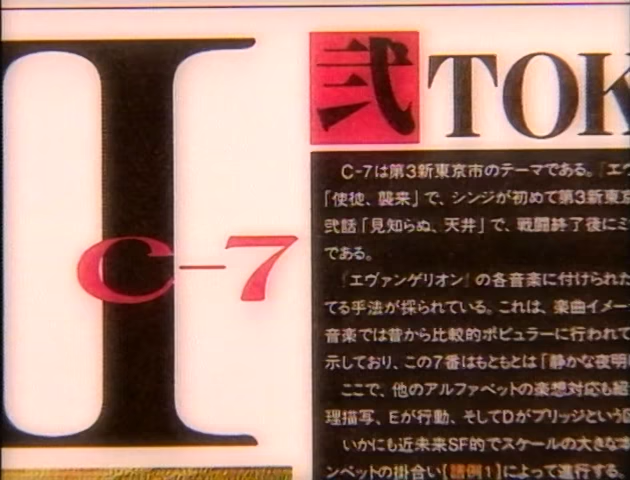 II
C-7
弐 TOK
C-7は第3新東京市のテーマである。『エヴ
「使徒、襲来」で、シンジが初めて第3新東京
弐話「見知らぬ、天井」で、戦闘終了後にミ
である。
『エヴァンゲリオン』の各音楽に付けられた
てる手法が採られている。これは、楽曲イメー
音楽では昔から比較的ポピュラーに行われて
示しており、この7番はもともとは「静かな夜明
ここで、他のアルファベットの楽想対応も紹
理描写、Eが行動、そしてDがブリッジという
いかにも近未来SF的でスケールの大きな
ンペットの掛合い[譜例1]によって進行する。